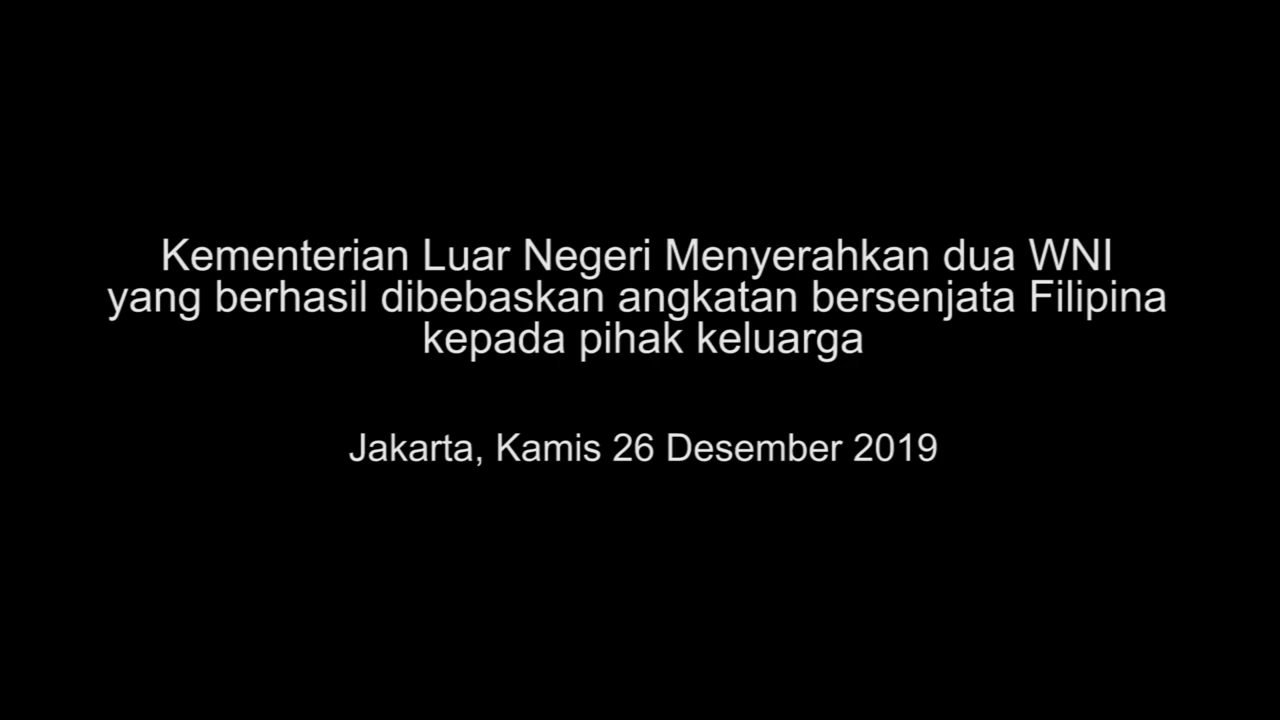 Kementerian Luar Negeri Menyerahkan dua WNI
yang berhasil dibebaskan angkatan bersenjata Filipina
kepada pihak keluarga
Jakarta, Kamis 26 Desember 2019